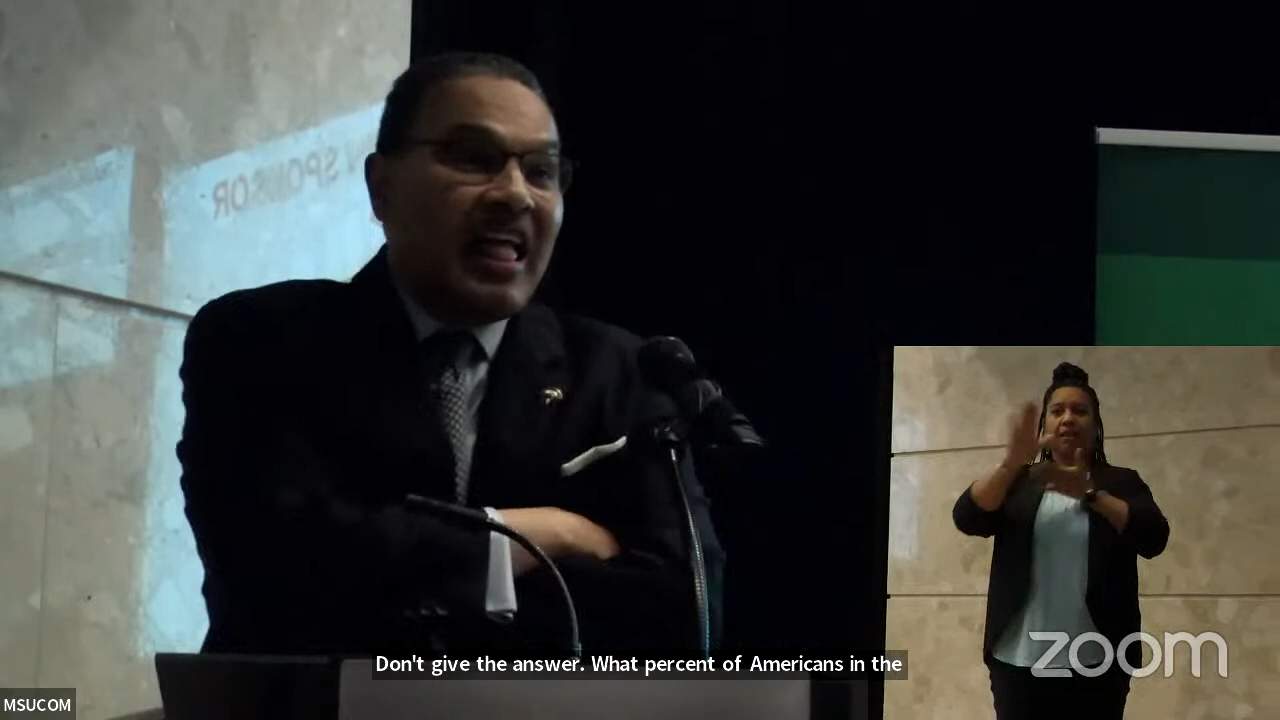 SPONSOR
Don't give the answer. What percent of Americans in the
zoom
MSUCOM